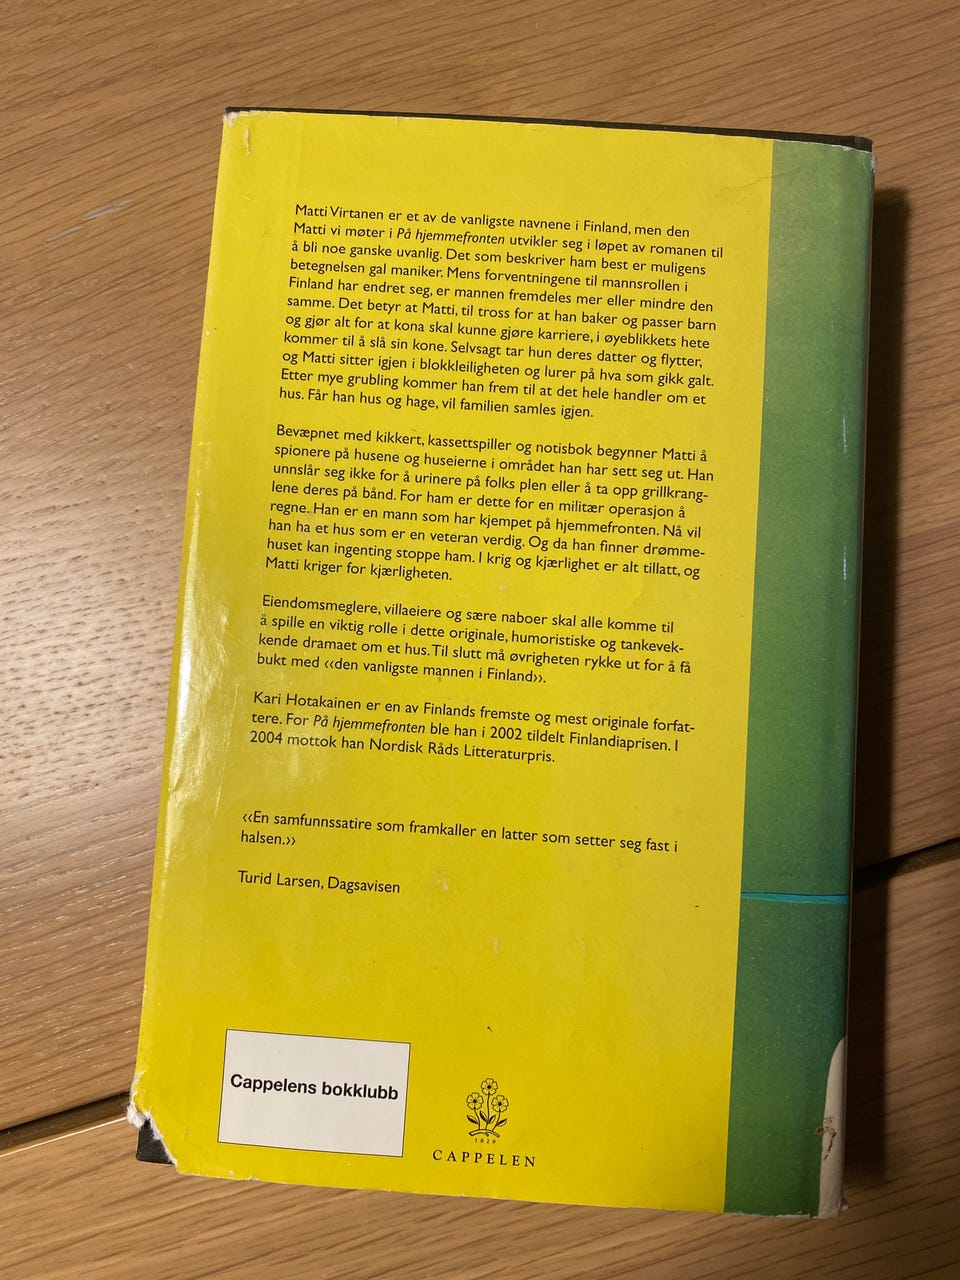 Matti Virtanen er et av de vanligste navnene i Finland, men den
Matti vi møter i På hjemmefronten utvikler seg i løpet av romanen til
å bli noe ganske uvanlig. Det som beskriver ham best er muligens
betegnelsen gal maniker. Mens forventningene til mannsrollen i
Finland har endret seg, er mannen fremdeles mer eller mindre den
samme. Det betyr at Matti, til tross for at han baker og passer barn
og gjør alt for at kona skal kunne gjøre karriere, i øyeblikkets hete
kommer til å slå sin kone. Selvsagt tar hun deres datter og flytter,
og Matti sitter igjen i blokkleiligheten og lurer på hva som gikk galt.
Etter mye grubling kommer han frem til at det hele handler om et
hus. Får han hus og hage, vil familien samles igjen.
Bevæpnet med kikkert, kassettspiller og notisbok begynner Matti å
spionere på husene og huseierne i området han har sett seg ut. Han
unnslår seg ikke for å urinere på folks plen eller å ta opp grillkrang-
lene deres på bånd. For ham er dette for en militær operasjon å
regne. Han er en mann som har kjempet på hjemmefronten. Nå vil
han ha et hus som er en veteran verdig. Og da han finner drømme-
huset kan ingenting stoppe ham. I krig og kjærlighet er alt tillatt, og
Matti kriger for kjærligheten.
Eiendomsmeglere, villaeiere og sære naboer skal alle komme til
å spille en viktig rolle i dette originale, humoristiske og tankevek-
kende dramaet om et hus. Til slutt må øvrigheten rykke ut for å få
bukt med ‹‹den vanligste mannen i Finland››.
Kari Hotakainen er en av Finlands fremste og mest originale forfat-
tere. For På hjemmefronten ble han i 2002 tildelt Finlandiaprisen. I
2004 mottok han Nordisk Råds Litteraturpris.
‹‹En samfunnssatire som framkaller en latter som setter seg fast i
halsen.››
Turid Larsen, Dagsavisen
Cappelens bokklubb
1829
CAPPELEN